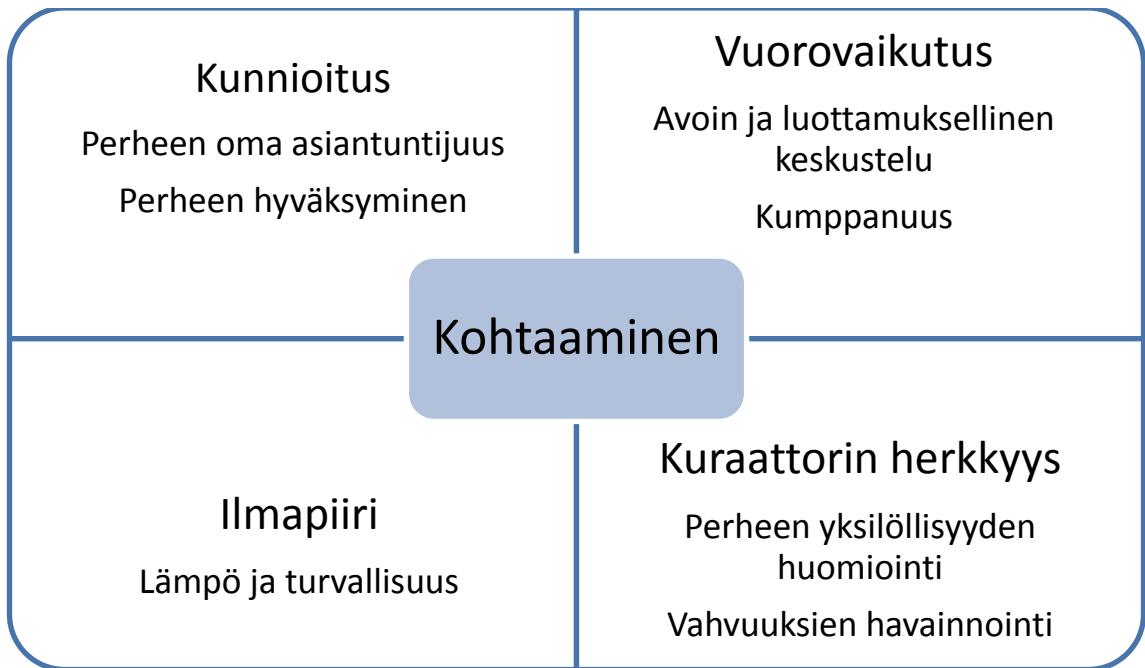 Kunnioitus
Perheen oma asiantuntijuus
Perheen hyväksyminen
Vuorovaikutus
Avoin ja luottamuksellinen
keskustelu
Kumppanuus
Kohtaaminen
Ilmapiiri
Lämpö ja turvallisuus
Kuraattorin herkkyys
Perheen yksilöllisyyden
huomiointi
Vahvuuksien havainnointi